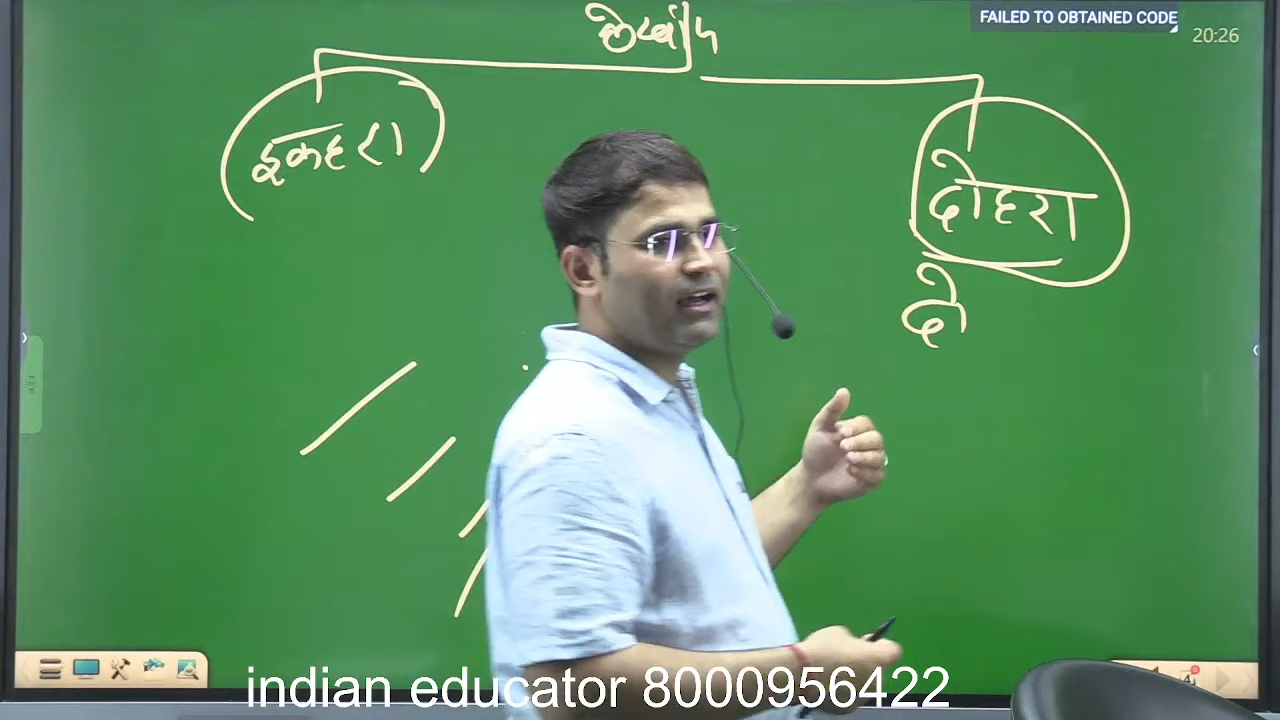 FAILED TO OBTAINED CODE
20:26
इकहरा
दोहरा
दो
indian educator 8000956422